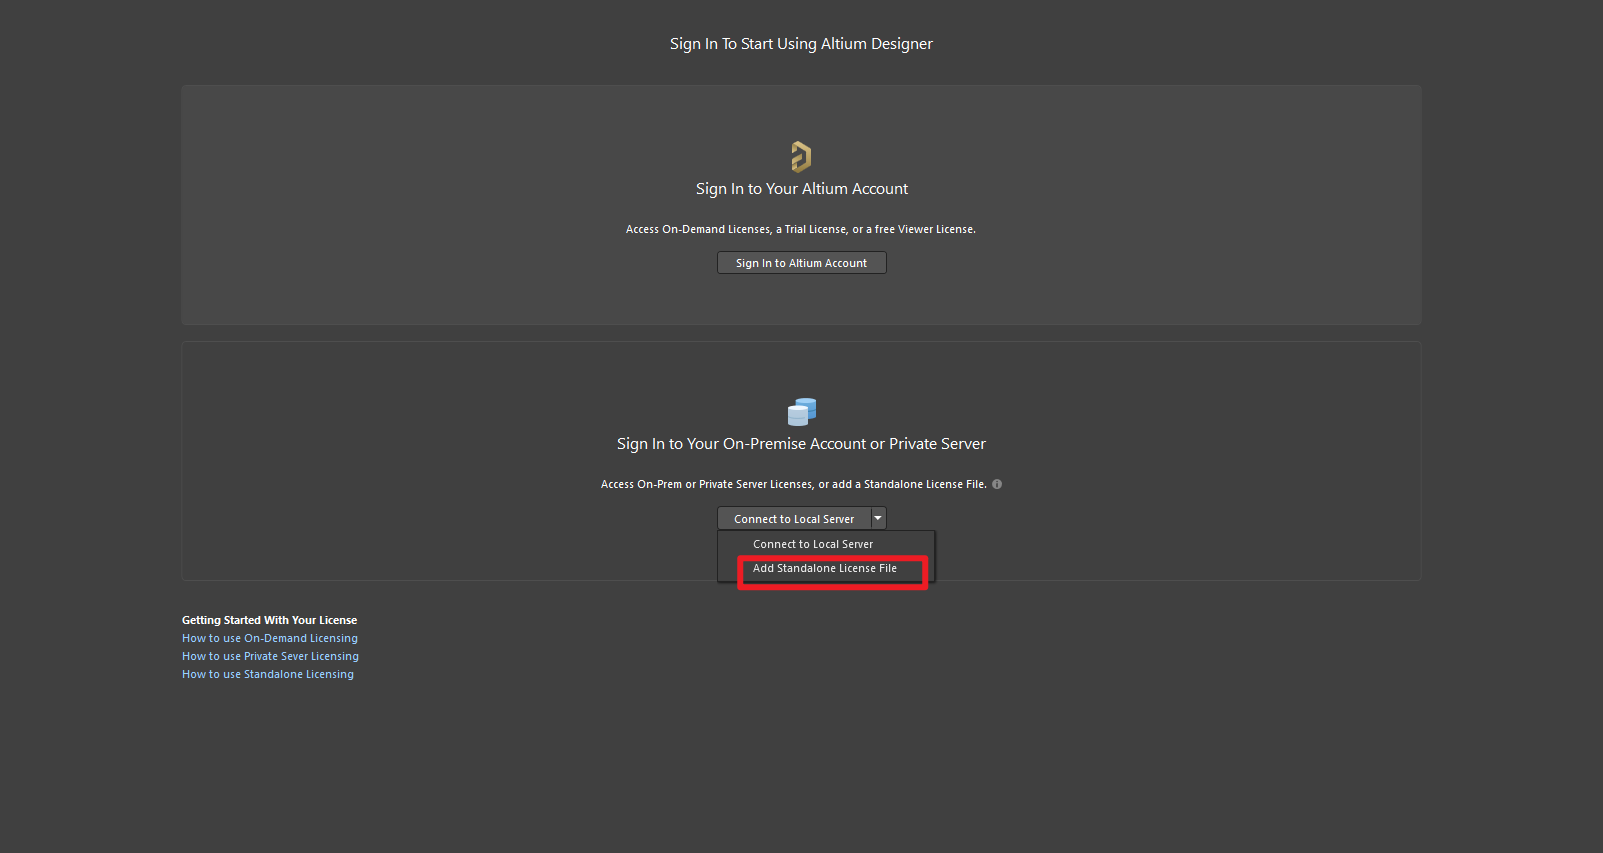 Sign In To Start Using Altium Designer
Sign In to Your Altium Account
Access On-Demand Licenses, a Trial License, or a free Viewer License.
Sign In to Altium Account
Sign In to Your On-Premise Account or Private Server
Access On-Prem or Private Server Licenses, or add a Standalone License File.
Connect to Local Server
Connect to Local Server
Add Standalone License File
Getting Started With Your License
How to use On-Demand Licensing
How to use Private Sever Licensing
How to use Standalone Licensing